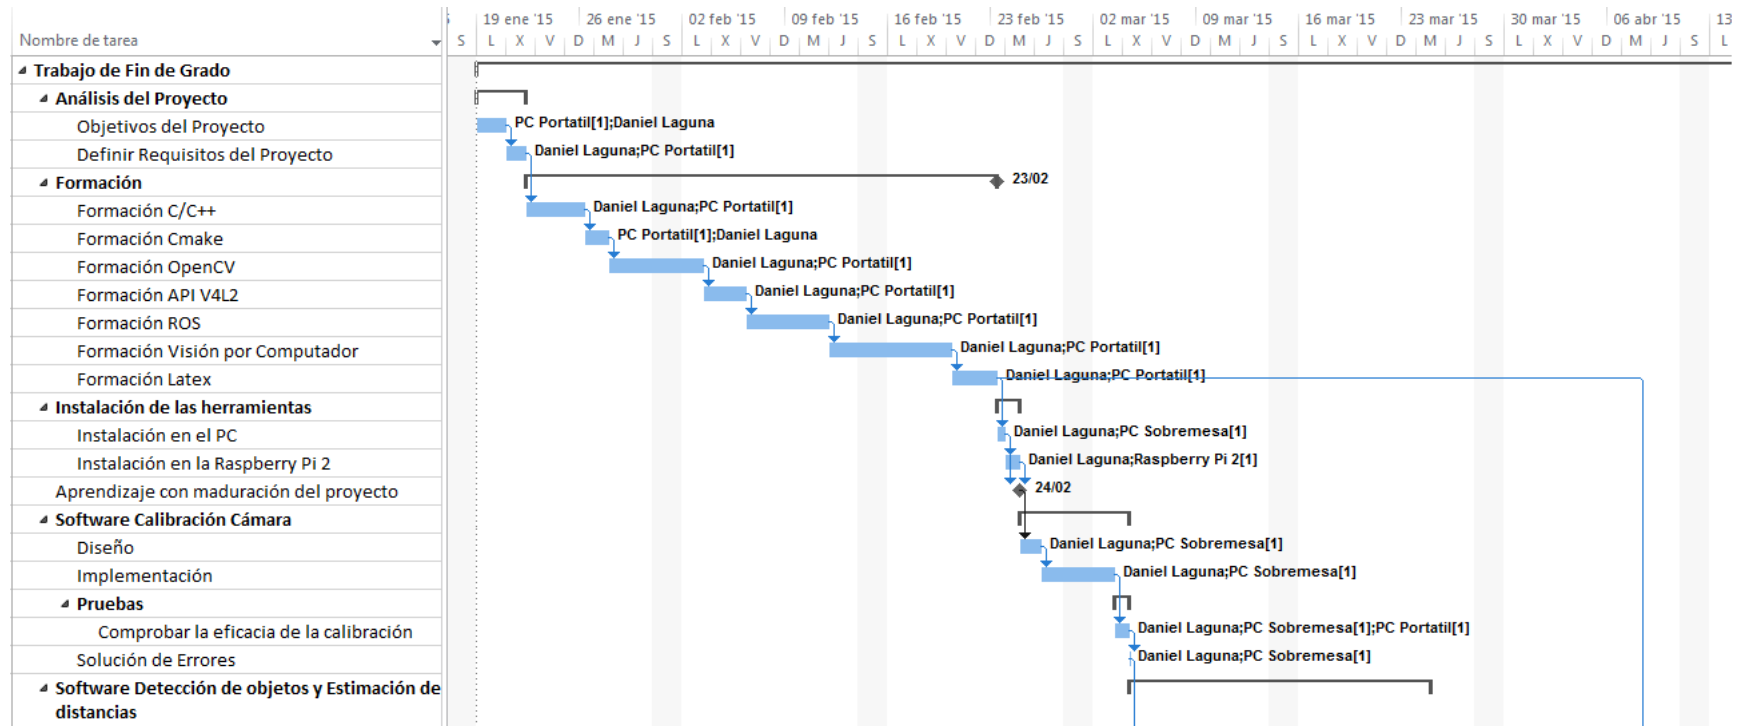 19 ene '15 26 ene '15 02 feb '15 09 feb '15 16 feb '15 23 feb '15 02 mar '15 09 mar '15 16 mar '15 23 mar '15 30 mar '15 06 abr '15 13
Nombre de tarea S L X V D M J S L X V D M J S L X V D M J S L X V D M J S L X V D M J S L X V D M J S L
Trabajo de Fin de Grado
Análisis del Proyecto
Objetivos del Proyecto PC Portatil[1];Daniel Laguna
Definir Requisitos del Proyecto Daniel Laguna;PC Portatil[1]
Formación 23/02
Formación C/C++ Daniel Laguna;PC Portatil[1]
Formación Cmake PC Portatil[1];Daniel Laguna
Formación OpenCV Daniel Laguna;PC Portatil[1]
Formación API V4L2 Daniel Laguna;PC Portatil[1]
Formación ROS Daniel Laguna;PC Portatil[1]
Formación Visión por Computador Daniel Laguna;PC Portatil[1]
Formación Latex Daniel Laguna;PC Portatil[1]
Instalación de las herramientas
Instalación en el PC Daniel Laguna;PC Sobremesa[1]
Instalación en la Raspberry Pi 2 Daniel Laguna;Raspberry Pi 2[1]
Aprendizaje con maduración del proyecto 24/02
Software Calibración Cámara
Diseño Daniel Laguna;PC Sobremesa[1]
Implementación Daniel Laguna;PC Sobremesa[1]
Pruebas
Comprobar la eficacia de la calibración Daniel Laguna;PC Sobremesa[1];PC Portatil[1]
Solución de Errores Daniel Laguna;PC Sobremesa[1]
Software Detección de objetos y Estimación de
distancias